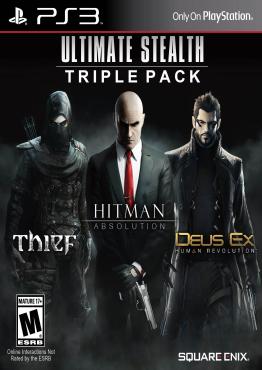 PS3
Only On PlayStation
ULTIMATE STEALTH
TRIPLE PACK
THIEF
HITMAN
ABSOLUTION
DEUS EX
HUMAN REVOLUTION
MATURE 17+
M
ESRB
Online Interactions Not
Rated by the ESRB
SQUARE ENIX